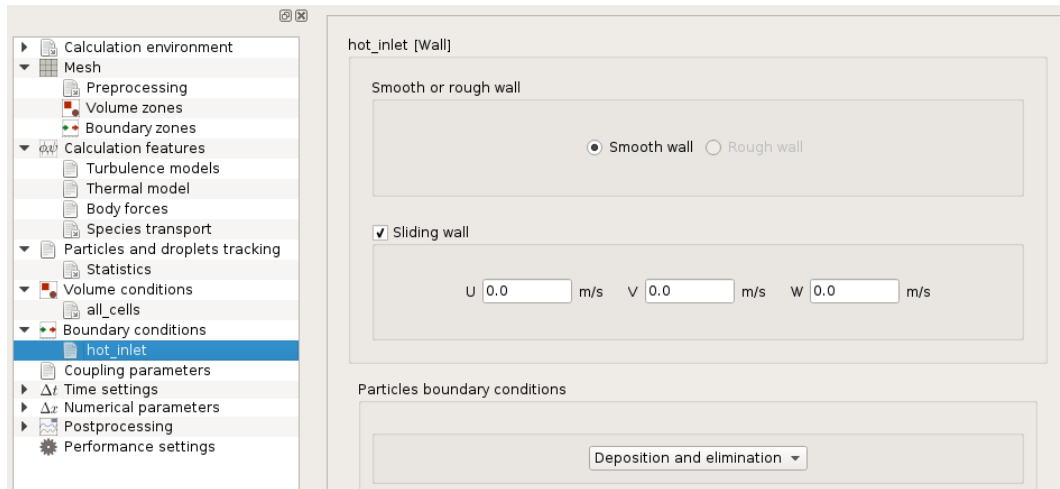 Calculation environment
Mesh
Preprocessing
Volume zones
Boundary zones
Calculation features
Turbulence models
Thermal model
Body forces
Species transport
Particles and droplets tracking
Statistics
Volume conditions
all_cells
Boundary conditions
hot_inlet
Coupling parameters
Δt Time settings
Δx Numerical parameters
Postprocessing
Performance settings
hot_inlet [Wall]
Smooth or rough wall
Smooth wall Rough wall
Sliding wall
U 0.0 m/s V 0.0 m/s W 0.0 m/s
Particles boundary conditions
Deposition and elimination